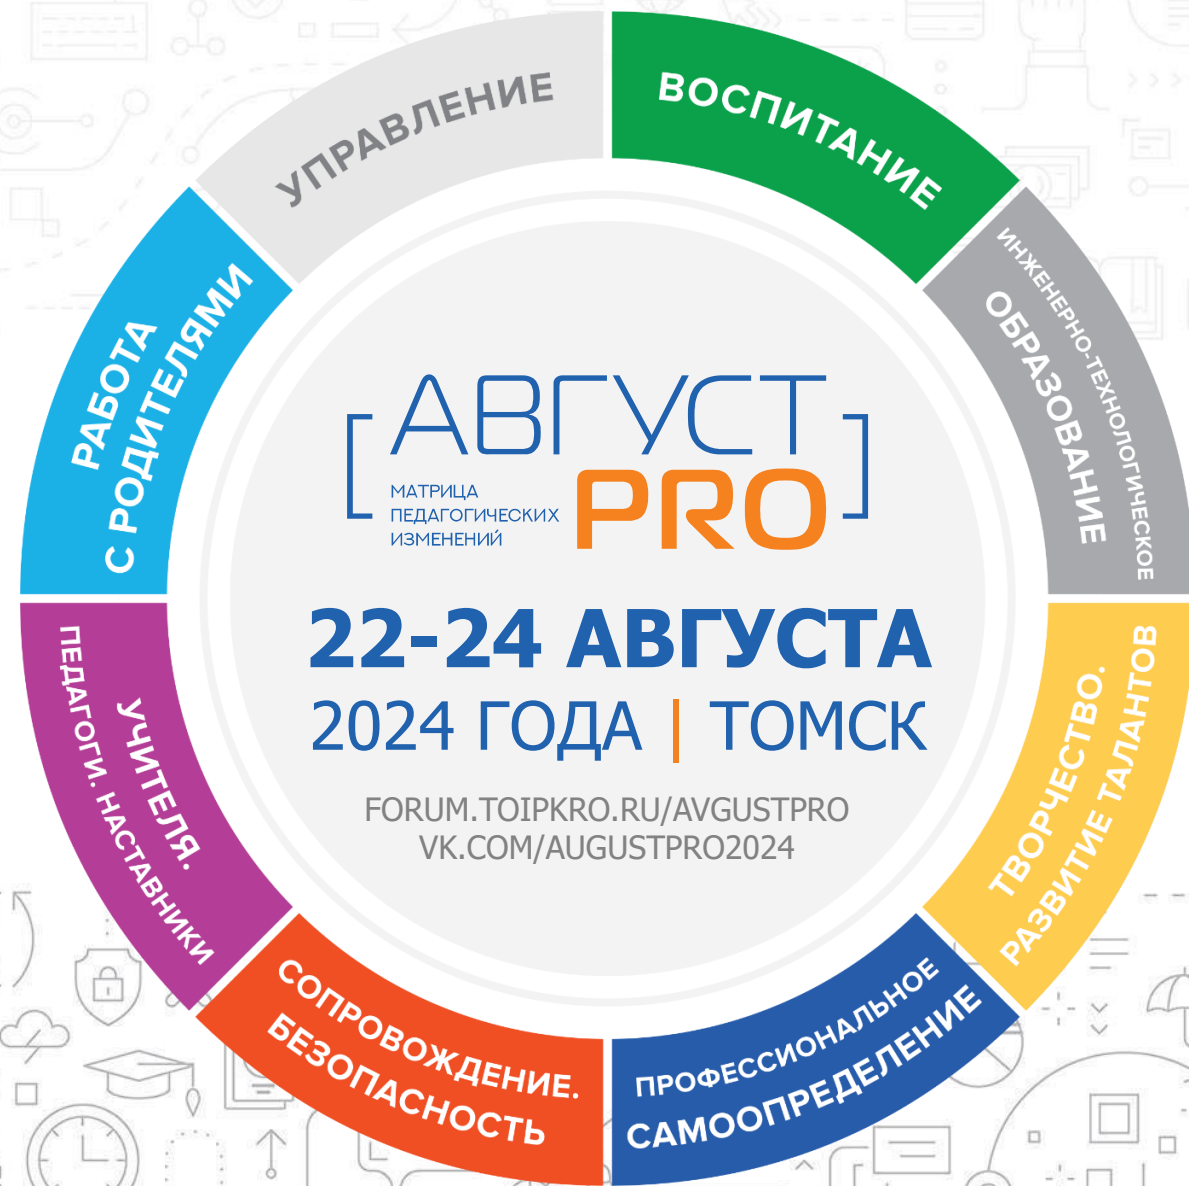 УПРАВЛЕНИЕ
ВОСПИТАНИЕ
ИНЖЕНЕРНО-ТЕХНОЛОГИЧЕСКОЕ
ОБРАЗОВАНИЕ
ТВОРЧЕСТВО.
РАЗВИТИЕ ТАЛАНТОВ
ПРОФЕССИОНАЛЬНОЕ
САМООПРЕДЕЛЕНИЕ
СОПРОВОЖДЕНИЕ.
БЕЗОПАСНОСТЬ
УЧИТЕЛЯ.
ПЕДАГОГИ. НАСТАВНИКИ
РАБОТА
С РОДИТЕЛЯМИ
[АВГУСТ]
PRO
МАТРИЦА
ПЕДАГОГИЧЕСКИХ
ИЗМЕНЕНИЙ
22-24 АВГУСТА
2024 ГОДА | ТОМСК
FORUM.TOIPKRO.RU/AVGUSTPRO
VK.COM/AUGUSTPRO2024